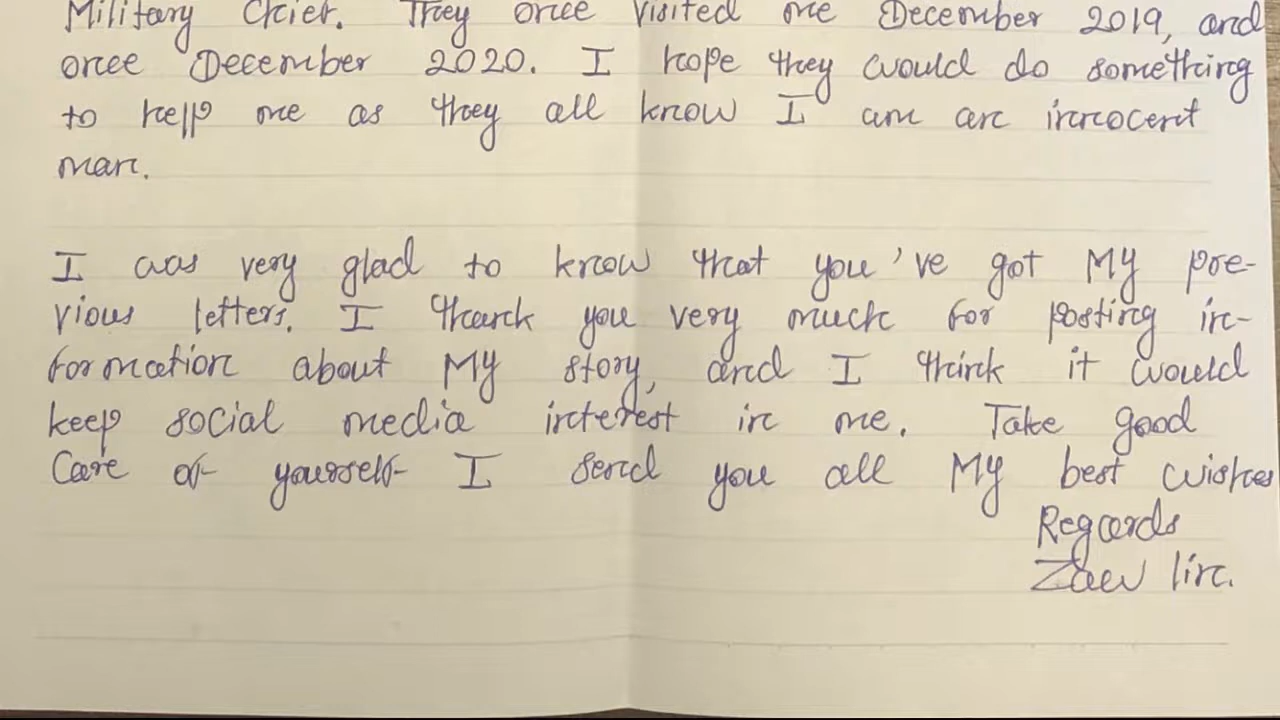 Military Chief. They once visited me December 2019, and
once December 2020. I hope they would do something
to help me as they all know I am an innocent
man.
I was very glad to know that you've got My pre-
vious letters. I thank you very much for posting in-
formation about My story, and I think it would
keep social media interest in me. Take good
Care of yourself I send you all My best wishes
Regards
Zaw lin.